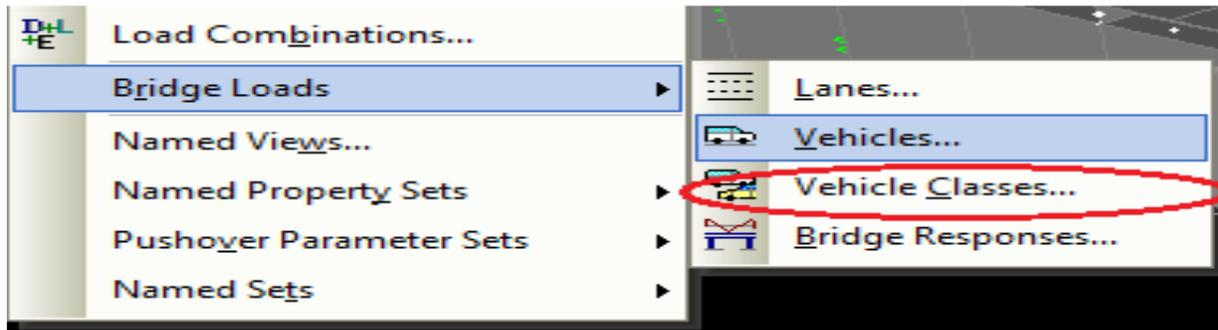 D+L
+E
Load Combinations...
Bridge Loads
Named Views...
Named Property Sets
Pushover Parameter Sets
Named Sets
Lanes...
Vehicles...
Vehicle Classes...
Bridge Responses...